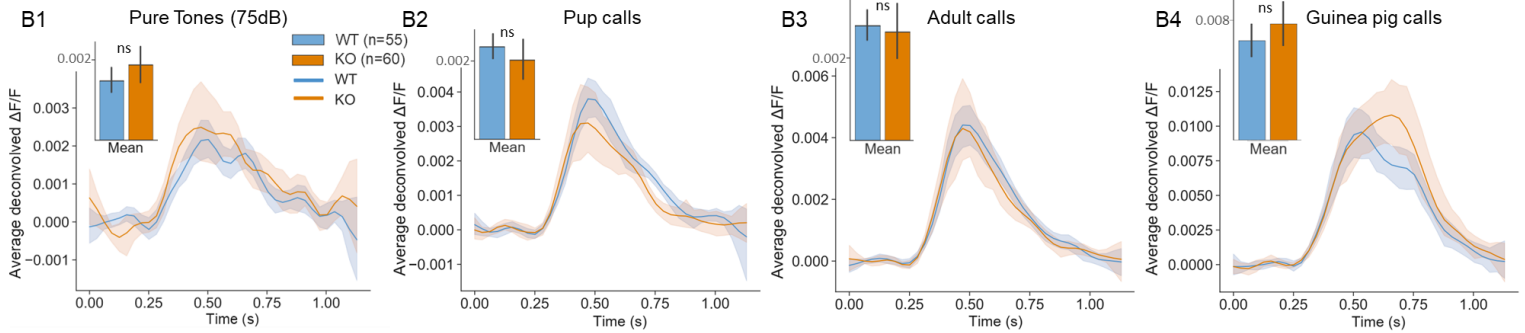 B1 Pure Tones (75dB)
ns
0.002
Mean
WT (n=55)
KO (n=60)
WT
KO
Average deconvolved ΔF/F
0.003
0.002
0.001
0.000
−0.001
0.00 0.25 0.50 0.75 1.00
Time (s)
B2 Pup calls
ns
0.002
Mean
Average deconvolved ΔF/F
0.004
0.003
0.002
0.001
0.000
−0.001
0.00 0.25 0.50 0.75 1.00
Time (s)
B3 Adult calls
ns
0.002
Mean
Average deconvolved ΔF/F
0.006
0.004
0.002
0.000
0.00 0.25 0.50 0.75 1.00
Time (s)
B4 Guinea pig calls
ns
0.008
Mean
Average deconvolved ΔF/F
0.0125
0.0100
0.0075
0.0050
0.0025
0.0000
0.00 0.25 0.50 0.75 1.00
Time (s)